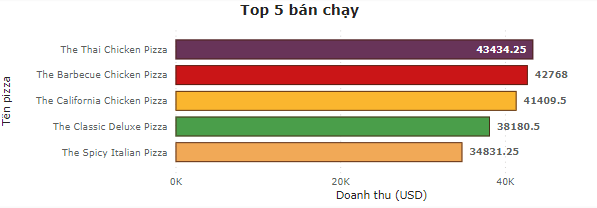 Top 5 bán chạy
Tên pizza
The Thai Chicken Pizza 43434.25
The Barbecue Chicken Pizza 42768
The California Chicken Pizza 41409.5
The Classic Deluxe Pizza 38180.5
The Spicy Italian Pizza 34831.25
0K 20K 40K
Doanh thu (USD)